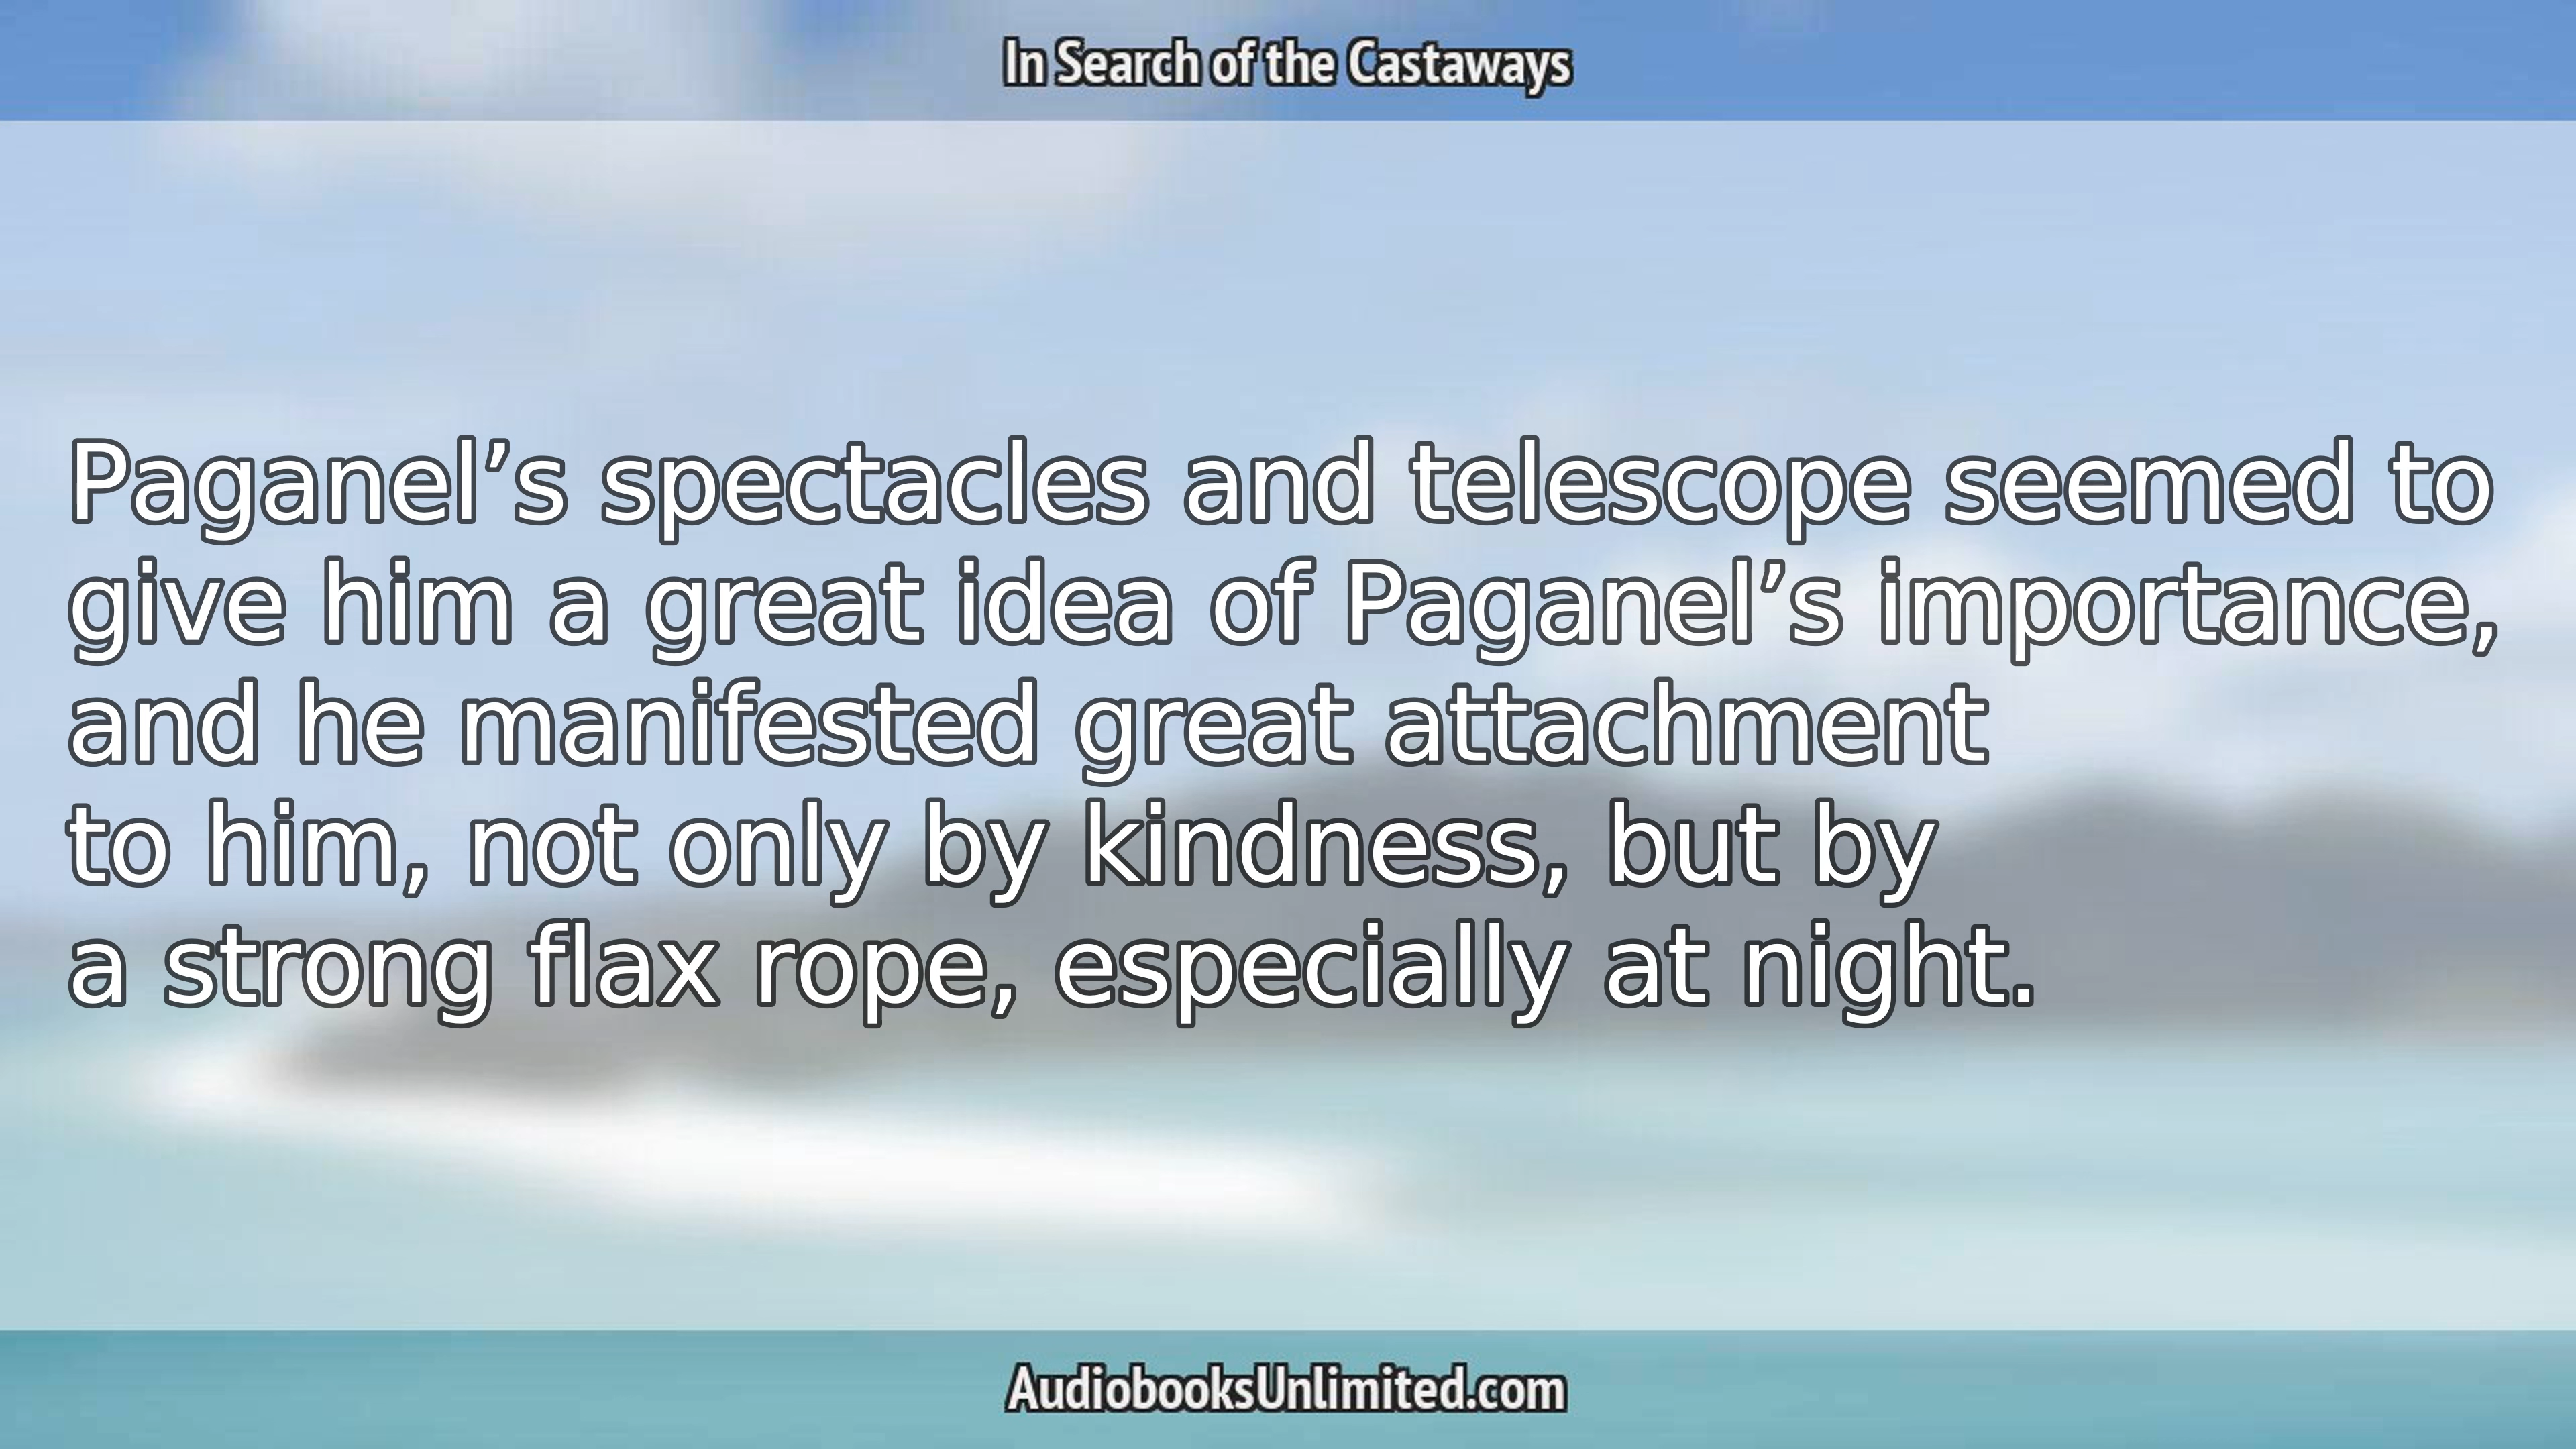 In Search of the Castaways
Paganel’s spectacles and telescope seemed to
give him a great idea of Paganel’s importance,
and he manifested great attachment
to him, not only by kindness, but by
a strong flax rope, especially at night.
AudiobooksUnlimited.com